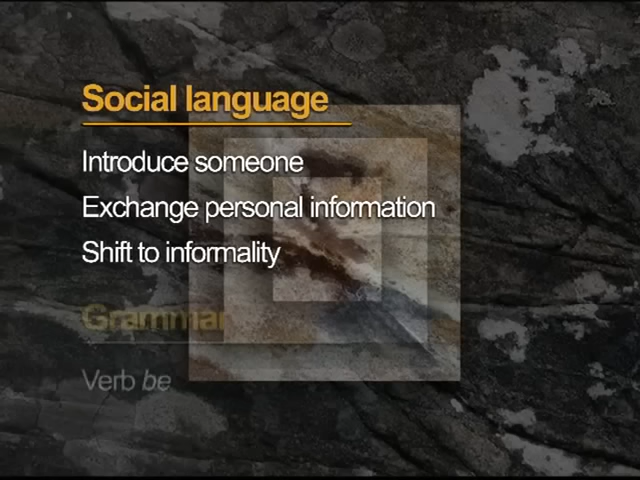 Social language
Introduce someone
Exchange personal information
Shift to informality
Grammar
Verb be